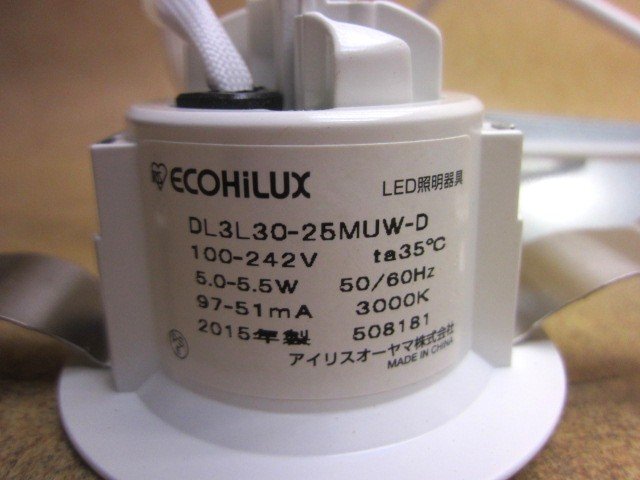 ECOHiLUX LED照明器具
DL3L30-25MUW-D
100-242V ta35℃
5.0-5.5W 50/60Hz
97-51mA 3000K
2015年製 508181
アイリスオーヤマ株式会社
MADE IN CHINA